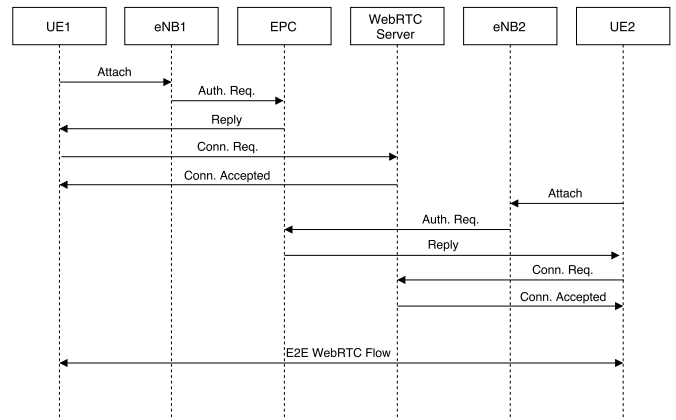 UE1
eNB1
EPC
WebRTC
Server
eNB2
UE2
Attach
Auth. Req.
Reply
Conn. Req.
Conn. Accepted
Attach
Auth. Req.
Reply
Conn. Req.
Conn. Accepted
E2E WebRTC Flow